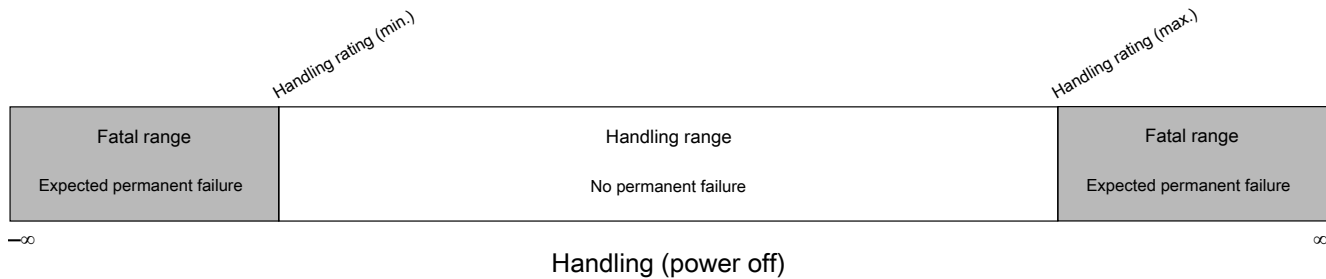 Handling rating (min.)
Handling rating (max.)
Fatal range
Handling range
Fatal range
Expected permanent failure
No permanent failure
Expected permanent failure
–∞
∞
Handling (power off)